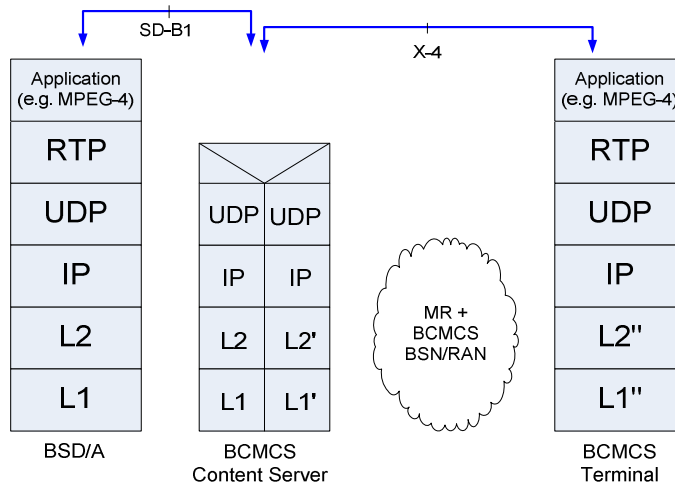 SD-B1
X-4
Application
(e.g. MPEG-4)
RTP
UDP
IP
L2
L1
BSD/A
UDP
UDP
IP
IP
L2
L2'
L1
L1'
BCMCS
Content Server
MR +
BCMCS
BSN/RAN
Application
(e.g. MPEG-4)
RTP
UDP
IP
L2"
L1"
BCMCS
Terminal